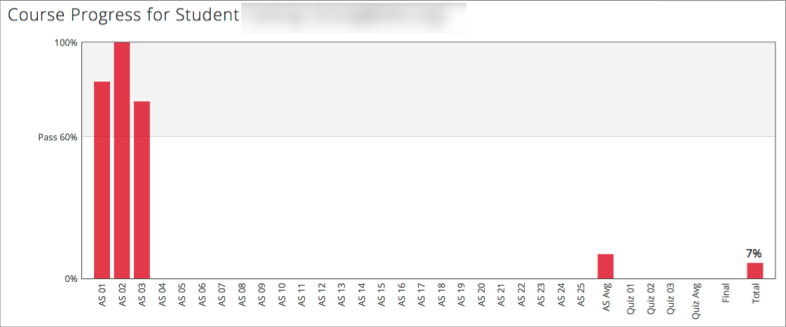 Course Progress for Student
100%
Pass 60%
0%
7%
AS 01
AS 02
AS 03
AS 04
AS 05
AS 06
AS 07
AS 08
AS 09
AS 10
AS 11
AS 12
AS 13
AS 14
AS 15
AS 16
AS 17
AS 18
AS 19
AS 20
AS 21
AS 22
AS 23
AS 24
AS 25
AS Avg
Quiz 01
Quiz 02
Quiz 03
Quiz Avg
Final
Total